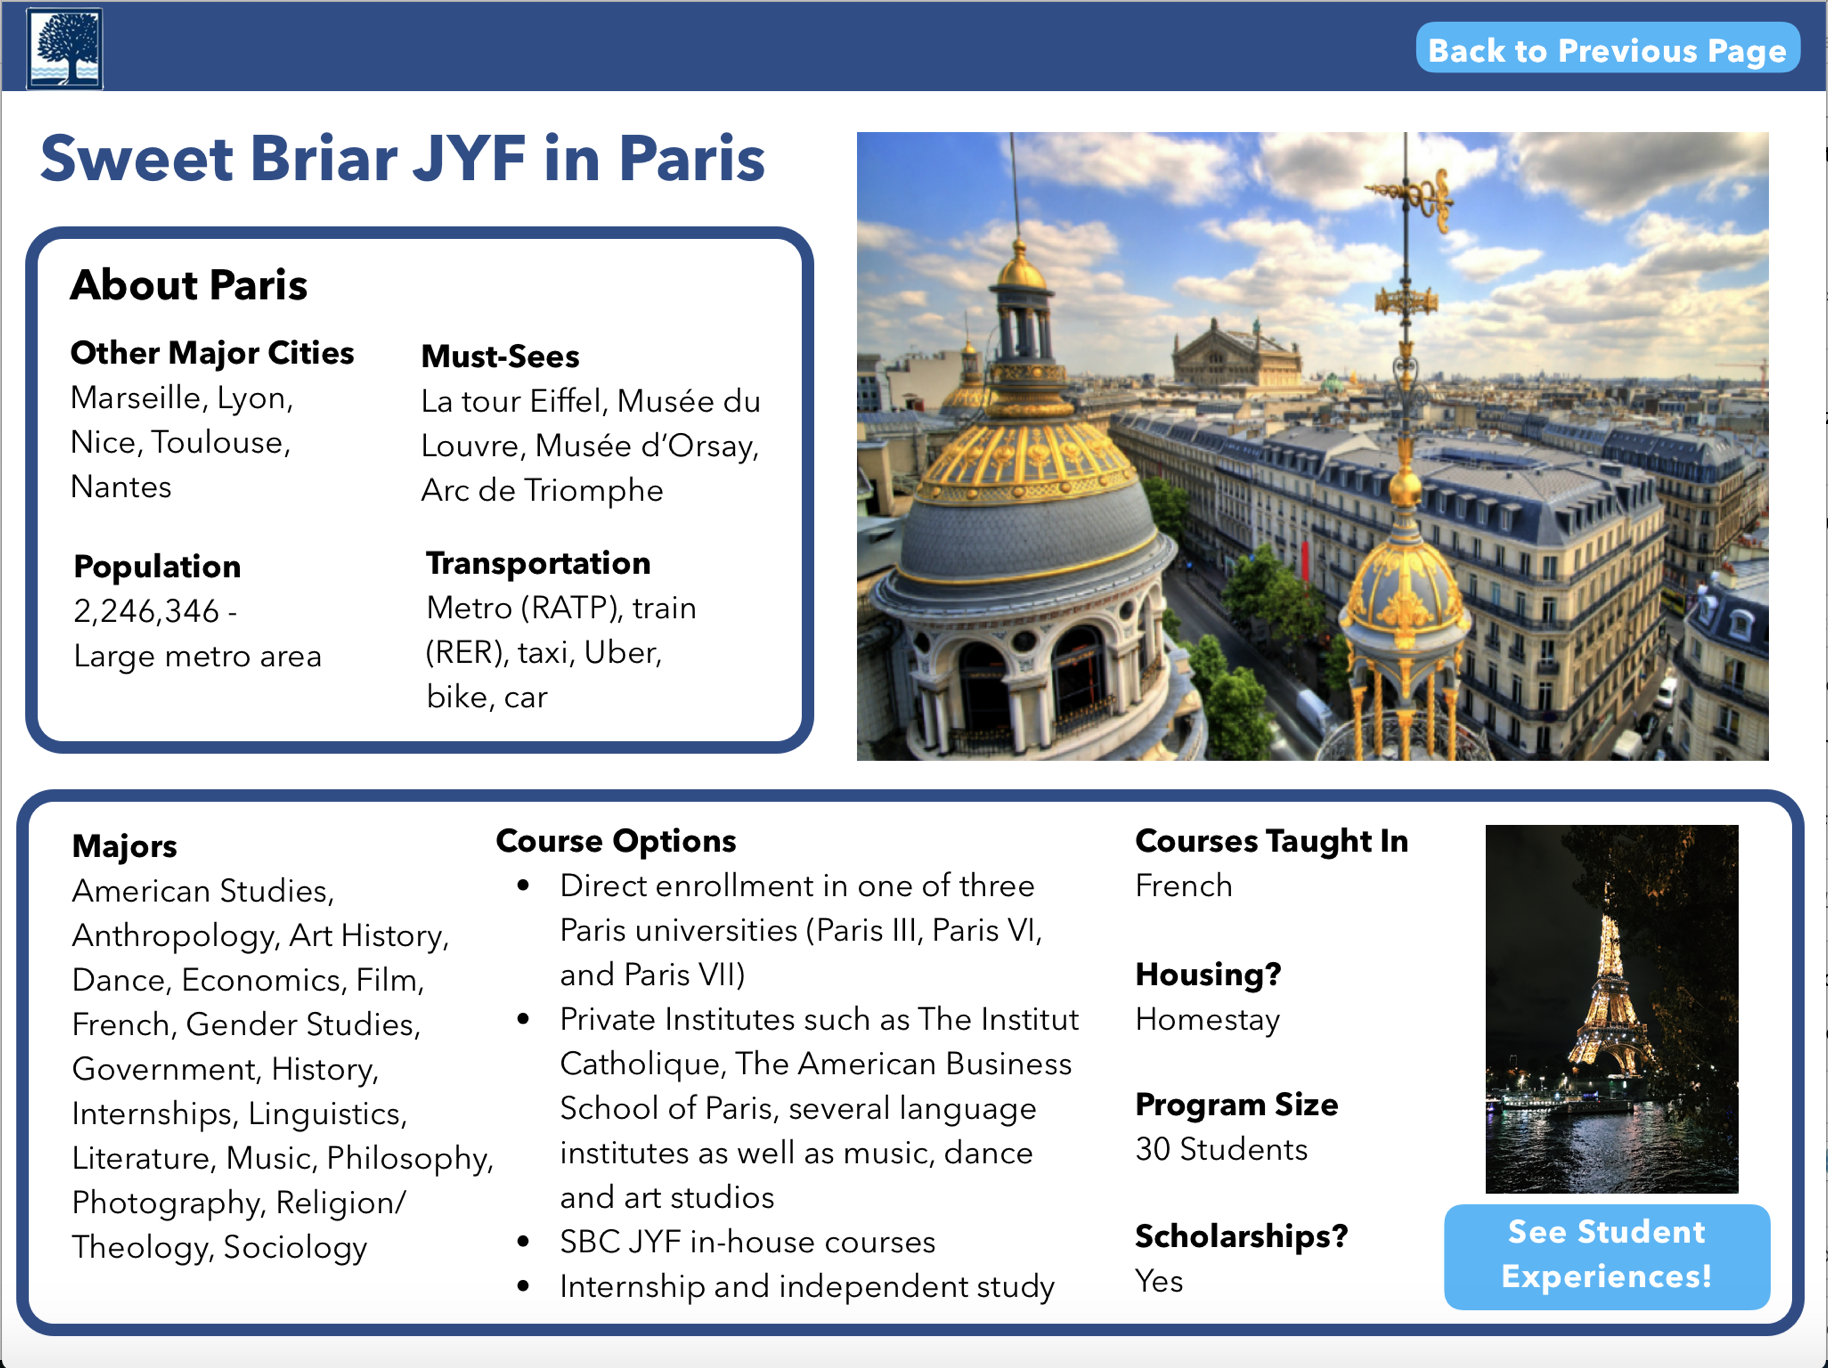 Back to Previous Page
Sweet Briar JYF in Paris
About Paris
Other Major Cities
Marseille, Lyon,
Nice, Toulouse,
Nantes
Must-Sees
La tour Eiffel, Musée du
Louvre, Musée d’Orsay,
Arc de Triomphe
Population
2,246,346 -
Large metro area
Transportation
Metro (RATP), train
(RER), taxi, Uber,
bike, car
Majors
American Studies,
Anthropology, Art History,
Dance, Economics, Film,
French, Gender Studies,
Government, History,
Internships, Linguistics,
Literature, Music, Philosophy,
Photography, Religion/
Theology, Sociology
Course Options
• Direct enrollment in one of three
Paris universities (Paris III, Paris VI,
and Paris VII)
• Private Institutes such as The Institut
Catholique, The American Business
School of Paris, several language
institutes as well as music, dance
and art studios
• SBC JYF in-house courses
• Internship and independent study
Courses Taught In
French
Housing?
Homestay
Program Size
30 Students
Scholarships?
Yes
See Student
Experiences!